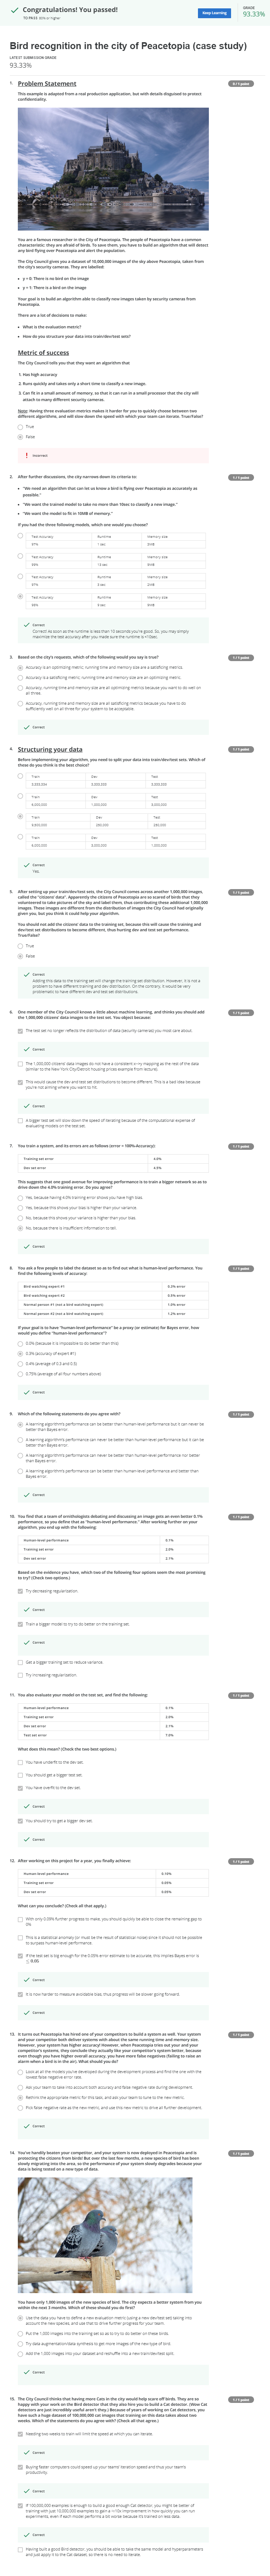 Congratulations! You passed!
TO PASS 80% or higher
Keep Learning
GRADE
93.33%
Bird recognition in the city of Peacetopia (case study)
LATEST SUBMISSION GRADE
93.33%
1. Problem Statement
0 / 1 point
This example is adapted from a real production application, but with details disguised to protect
confidentiality.
You are a famous researcher in the City of Peacetopia. The people of Peacetopia have a common
characteristic: they are afraid of birds. To save them, you have to build an algorithm that will detect
any bird flying over Peacetopia and alert the population.
The City Council gives you a dataset of 10,000,000 images of the sky above Peacetopia, taken from
the city's security cameras. They are labelled:
y = 0: There is no bird on the image
y = 1: There is a bird on the image
Your goal is to build an algorithm able to classify new images taken by security cameras from
Peacetopia.
There are a lot of decisions to make:
What is the evaluation metric?
How do you structure your data into train/dev/test sets?
Metric of success
The City Council tells you that they want an algorithm that
1. Has high accuracy
2. Runs quickly and takes only a short time to classify a new image.
3. Can fit in a small amount of memory, so that it can run in a small processor that the city will
attach to many different security cameras.
Note: Having three evaluation metrics makes it harder for you to quickly choose between two
different algorithms, and will slow down the speed with which your team can iterate. True/False?
True
False
Incorrect
2. After further discussions, the city narrows down its criteria to:
1 / 1 point
"We need an algorithm that can let us know a bird is flying over Peacetopia as accurately as
possible."
"We want the trained model to take no more than 10sec to classify a new image."
"We want the model to fit in 10MB of memory."
If you had the three following models, which one would you choose?
Test Accuracy Runtime Memory size
97% 1 sec 3MB
Test Accuracy Runtime Memory size
99% 13 sec 9MB
Test Accuracy Runtime Memory size
97% 3 sec 2MB
Test Accuracy Runtime Memory size
98% 9 sec 9MB
Correct
Correct! As soon as the runtime is less than 10 seconds you're good. So, you may simply
maximize the test accuracy after you made sure the runtime is <10sec.
3. Based on the city's requests, which of the following would you say is true?
1 / 1 point
Accuracy is an optimizing metric; running time and memory size are a satisficing metrics.
Accuracy is a satisficing metric; running time and memory size are an optimizing metric.
Accuracy, running time and memory size are all optimizing metrics because you want to do well on
all three.
Accuracy, running time and memory size are all satisficing metrics because you have to do
sufficiently well on all three for your system to be acceptable.
Correct
4. Structuring your data
1 / 1 point
Before implementing your algorithm, you need to split your data into train/dev/test sets. Which of
these do you think is the best choice?
Train Dev Test
3,333,334 3,333,333 3,333,333
Train Dev Test
6,000,000 1,000,000 3,000,000
Train Dev Test
9,500,000 250,000 250,000
Train Dev Test
6,000,000 3,000,000 1,000,000
Correct
Yes.
5. After setting up your train/dev/test sets, the City Council comes across another 1,000,000 images,
1 / 1 point
called the "citizens' data". Apparently the citizens of Peacetopia are so scared of birds that they
volunteered to take pictures of the sky and label them, thus contributing these additional 1,000,000
images. These images are different from the distribution of images the City Council had originally
given you, but you think it could help your algorithm.
You should not add the citizens' data to the training set, because this will cause the training and
dev/test set distributions to become different, thus hurting dev and test set performance.
True/False?
True
False
Correct
Adding this data to the training set will change the training set distribution. However, it is not a
problem to have different training and dev distribution. On the contrary, it would be very
problematic to have different dev and test set distributions.
6. One member of the City Council knows a little about machine learning, and thinks you should add
1 / 1 point
the 1,000,000 citizens' data images to the test set. You object because:
The test set no longer reflects the distribution of data (security cameras) you most care about.
Correct
The 1,000,000 citizens' data images do not have a consistent x-->y mapping as the rest of the data
(similar to the New York City/Detroit housing prices example from lecture).
This would cause the dev and test set distributions to become different. This is a bad idea because
you're not aiming where you want to hit.
Correct
A bigger test set will slow down the speed of iterating because of the computational expense of
evaluating models on the test set.
7. You train a system, and its errors are as follows (error = 100%-Accuracy):
1 / 1 point
Training set error 4.0%
Dev set error 4.5%
This suggests that one good avenue for improving performance is to train a bigger network so as to
drive down the 4.0% training error. Do you agree?
Yes, because having 4.0% training error shows you have high bias.
Yes, because this shows your bias is higher than your variance.
No, because this shows your variance is higher than your bias.
No, because there is insufficient information to tell.
Correct
8. You ask a few people to label the dataset so as to find out what is human-level performance. You
1 / 1 point
find the following levels of accuracy:
Bird watching expert #1 0.3% error
Bird watching expert #2 0.5% error
Normal person #1 (not a bird watching expert) 1.0% error
Normal person #2 (not a bird watching expert) 1.2% error
If your goal is to have "human-level performance" be a proxy (or estimate) for Bayes error, how
would you define "human-level performance"?
0.0% (because it is impossible to do better than this)
0.3% (accuracy of expert #1)
0.4% (average of 0.3 and 0.5)
0.75% (average of all four numbers above)
Correct
9. Which of the following statements do you agree with?
1 / 1 point
A learning algorithm's performance can be better than human-level performance but it can never be
better than Bayes error.
A learning algorithm's performance can never be better than human-level performance but it can be
better than Bayes error.
A learning algorithm's performance can never be better than human-level performance nor better
than Bayes error.
A learning algorithm's performance can be better than human-level performance and better than
Bayes error.
Correct
10. You find that a team of ornithologists debating and discussing an image gets an even better 0.1%
1 / 1 point
performance, so you define that as "human-level performance." After working further on your
algorithm, you end up with the following:
Human-level performance 0.1%
Training set error 2.0%
Dev set error 2.1%
Based on the evidence you have, which two of the following four options seem the most promising
to try? (Check two options.)
Try decreasing regularization.
Correct
Train a bigger model to try to do better on the training set.
Correct
Get a bigger training set to reduce variance.
Try increasing regularization.
11. You also evaluate your model on the test set, and find the following:
1 / 1 point
Human-level performance 0.1%
Training set error 2.0%
Dev set error 2.1%
Test set error 7.0%
What does this mean? (Check the two best options.)
You have underfit to the dev set.
You should get a bigger test set.
You have overfit to the dev set.
Correct
You should try to get a bigger dev set.
Correct
12. After working on this project for a year, you finally achieve:
1 / 1 point
Human-level performance 0.10%
Training set error 0.05%
Dev set error 0.05%
What can you conclude? (Check all that apply.)
With only 0.09% further progress to make, you should quickly be able to close the remaining gap to
0%
This is a statistical anomaly (or must be the result of statistical noise) since it should not be possible
to surpass human-level performance.
If the test set is big enough for the 0.05% error estimate to be accurate, this implies Bayes error is
≤ 0.05
Correct
It is now harder to measure avoidable bias, thus progress will be slower going forward.
Correct
13. It turns out Peacetopia has hired one of your competitors to build a system as well. Your system
1 / 1 point
and your competitor both deliver systems with about the same running time and memory size.
However, your system has higher accuracy! However, when Peacetopia tries out your and your
competitor's systems, they conclude they actually like your competitor's system better, because
even though you have higher overall accuracy, you have more false negatives (failing to raise an
alarm when a bird is in the air). What should you do?
Look at all the models you've developed during the development process and find the one with the
lowest false negative error rate.
Ask your team to take into account both accuracy and false negative rate during development.
Rethink the appropriate metric for this task, and ask your team to tune to the new metric.
Pick false negative rate as the new metric, and use this new metric to drive all further development.
Correct
14. You've handily beaten your competitor, and your system is now deployed in Peacetopia and is
1 / 1 point
protecting the citizens from birds! But over the last few months, a new species of bird has been
slowly migrating into the area, so the performance of your system slowly degrades because your
data is being tested on a new type of data.
You have only 1,000 images of the new species of bird. The city expects a better system from you
within the next 3 months. Which of these should you do first?
Use the data you have to define a new evaluation metric (using a new dev/test set) taking into
account the new species, and use that to drive further progress for your team.
Put the 1,000 images into the training set so as to try to do better on these birds.
Try data augmentation/data synthesis to get more images of the new type of bird.
Add the 1,000 images into your dataset and reshuffle into a new train/dev/test split.
Correct
15. The City Council thinks that having more Cats in the city would help scare off birds. They are so
1 / 1 point
happy with your work on the Bird detector that they also hire you to build a Cat detector. (Wow Cat
detectors are just incredibly useful aren't they.) Because of years of working on Cat detectors, you
have such a huge dataset of 100,000,000 cat images that training on this data takes about two
weeks. Which of the statements do you agree with? (Check all that agree.)
Needing two weeks to train will limit the speed at which you can iterate.
Correct
Buying faster computers could speed up your teams' iteration speed and thus your team's
productivity.
Correct
If 100,000,000 examples is enough to build a good enough Cat detector, you might be better of
training with just 10,000,000 examples to gain a ≈10x improvement in how quickly you can run
experiments, even if each model performs a bit worse because it's trained on less data.
Correct
Having built a good Bird detector, you should be able to take the same model and hyperparameters
and just apply it to the Cat dataset, so there is no need to iterate.